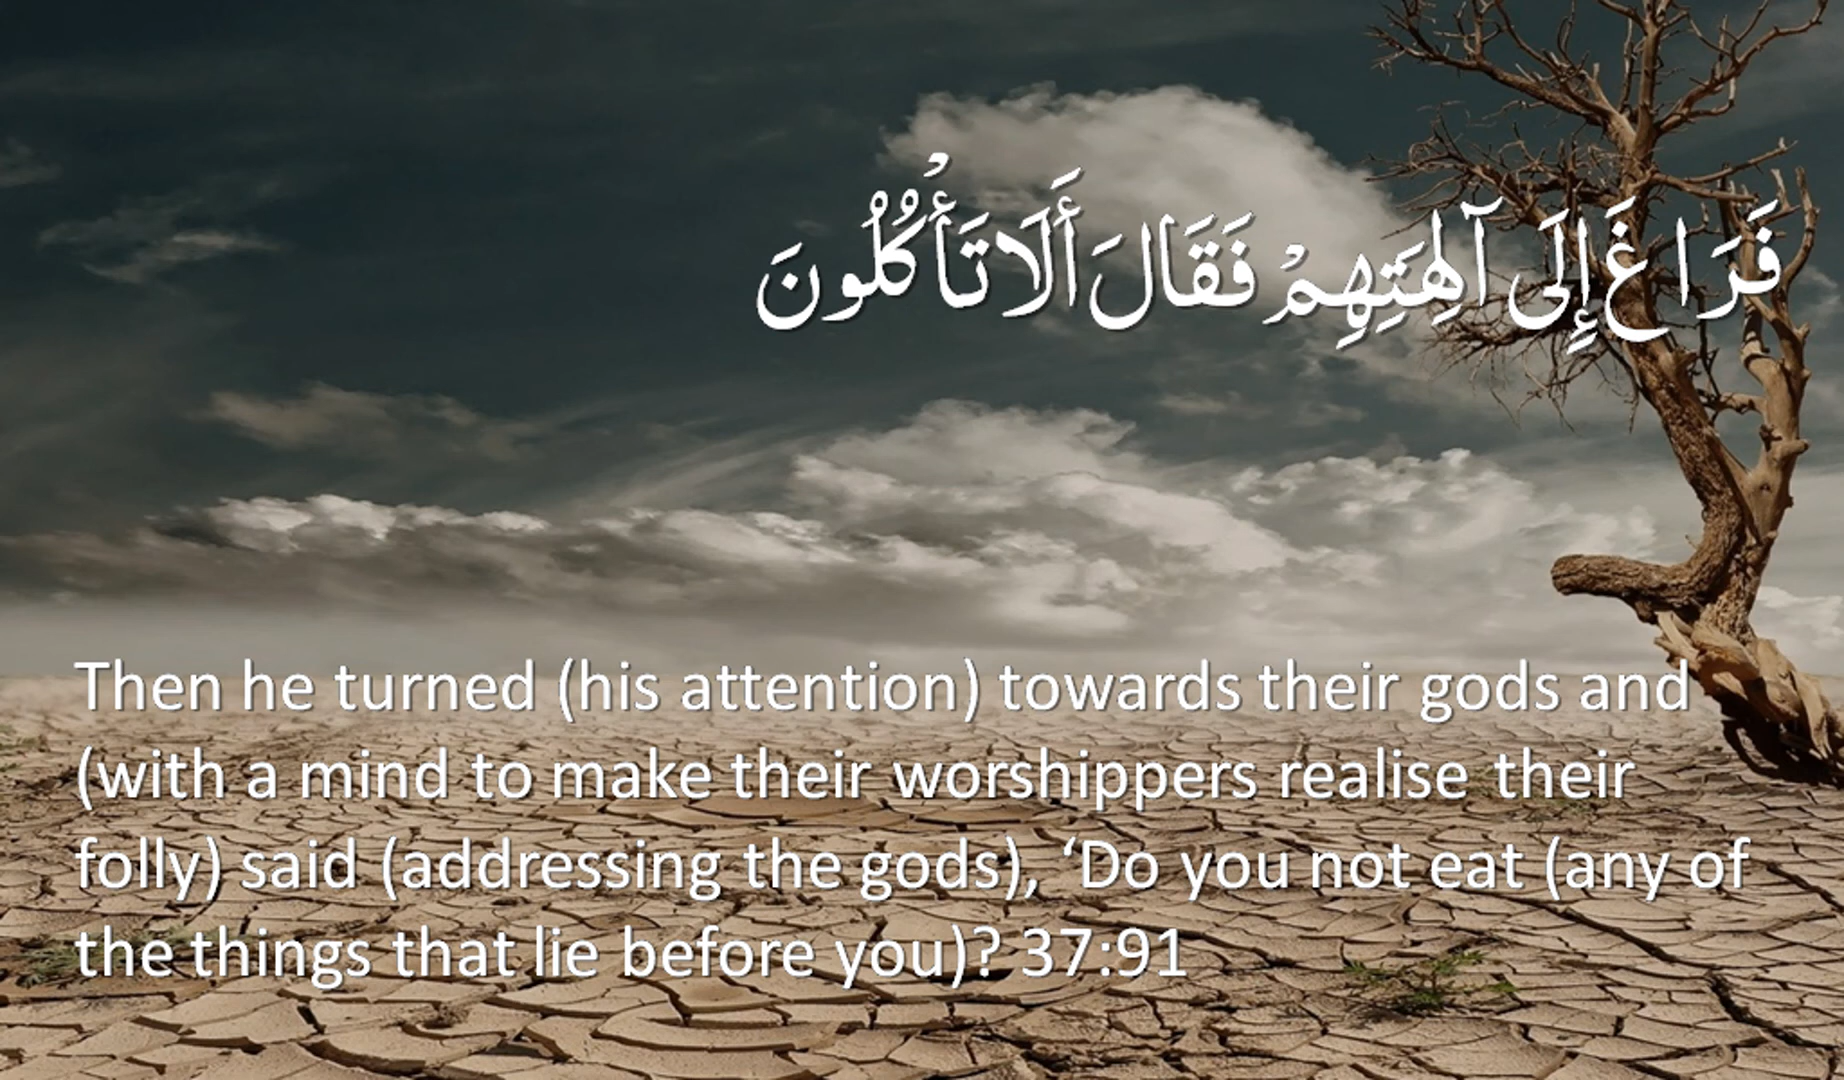 فَرَاغَ إِلَى آلِهَتِهِمْ فَقَالَ أَلَا تَأْكُلُونَ
Then he turned (his attention) towards their gods and
(with a mind to make their worshippers realise their
folly) said (addressing the gods), ‘Do you not eat (any of
the things that lie before you)? 37:91